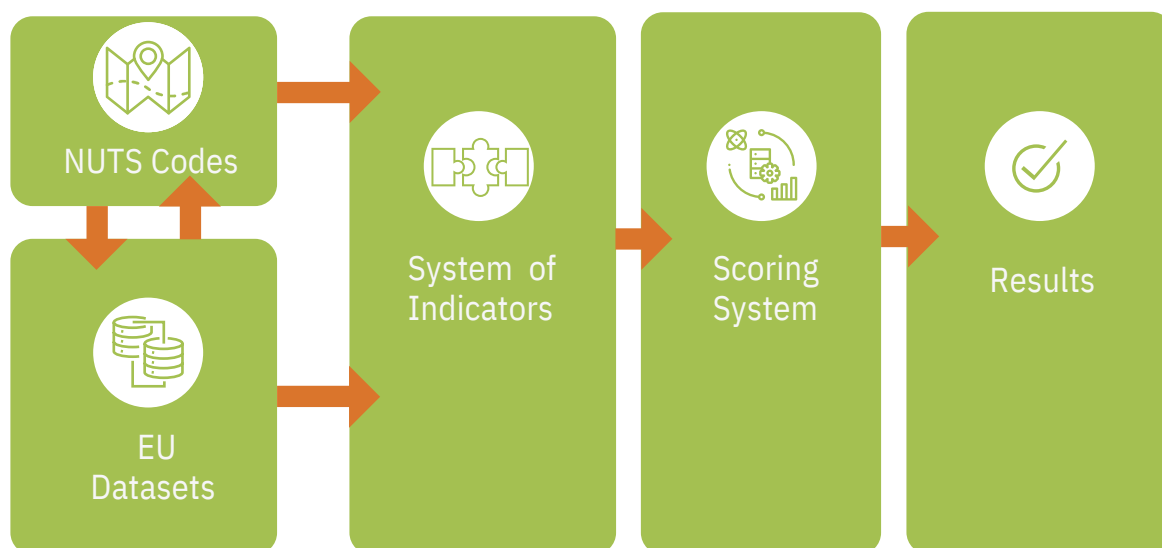 NUTS Codes
EU
Datasets
System of
Indicators
Scoring
System
Results